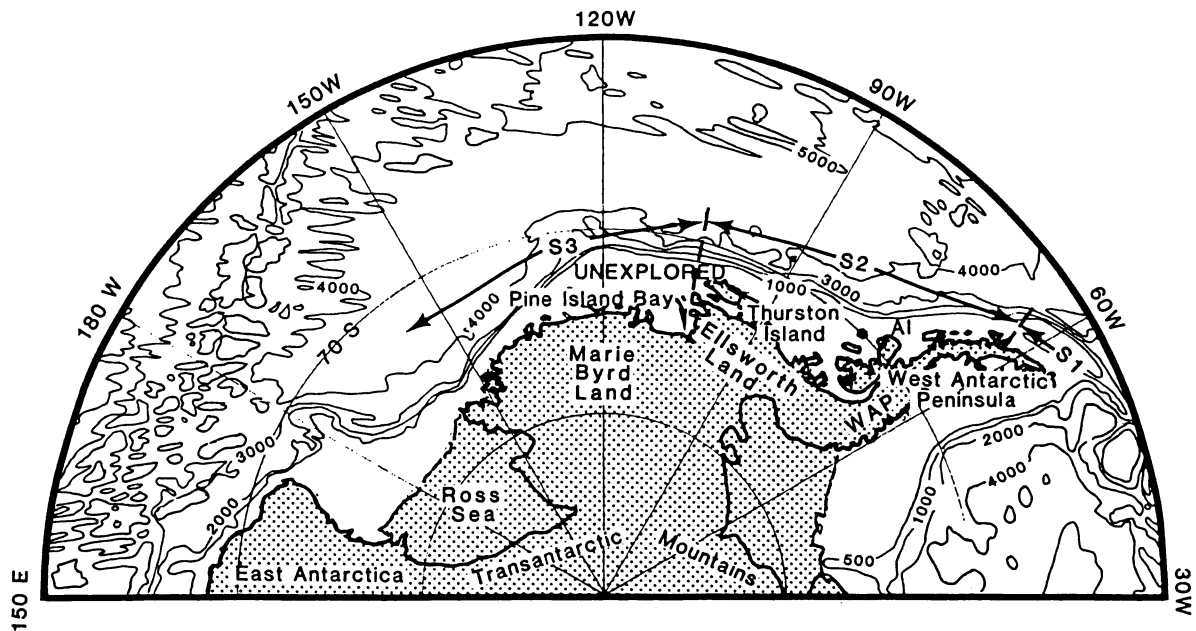 120W
150W
90W
5000
S3
S2
UNEXPLORED
4000
4000
1000
3000
180 W
4000
Pine Island Bay
60W
70 S
Thurston
Island
AI
S1
Ellsworth
Land
Marie
Byrd
Land
West Antarctic
Peninsula
WAP
3000
2000
2000
4000
1000
Ross
Sea
500
East Antarctica
Transantarctic
Mountains
150 E
30W